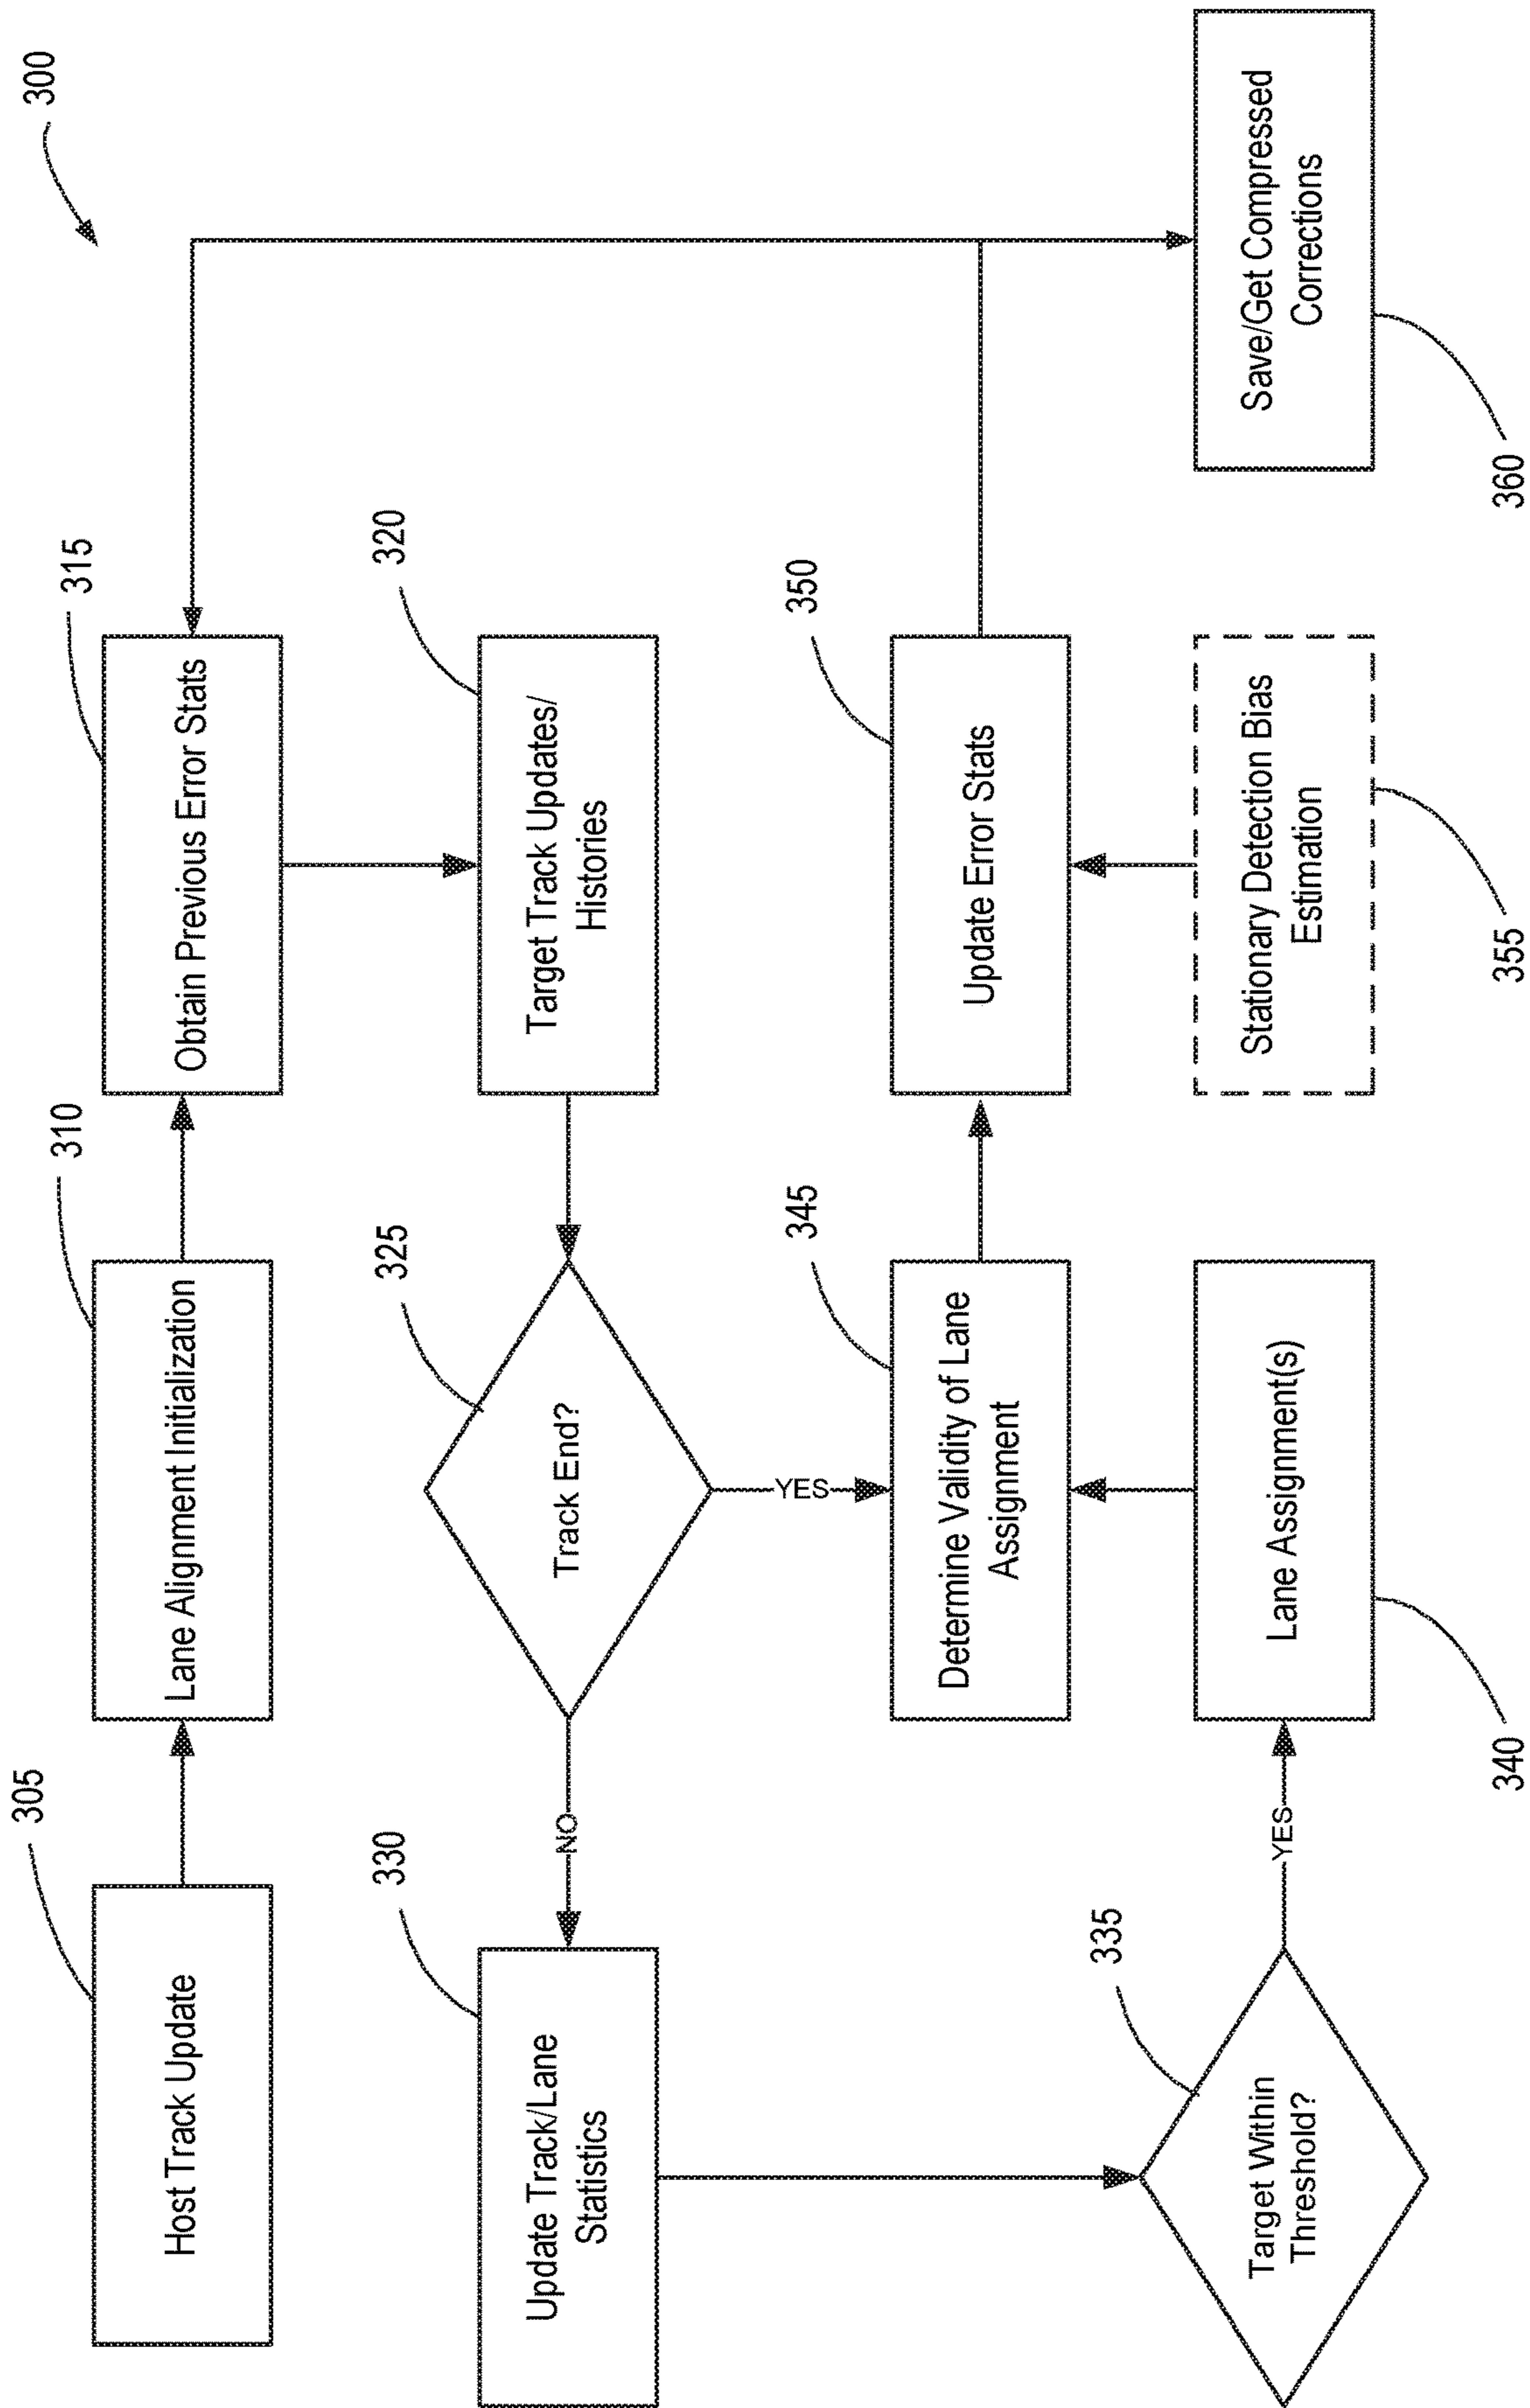 300
305
Host Track Update
310
Lane Alignment Initialization
315
Obtain Previous Error Stats
320
Target Track Updates/
Histories
325
Track End?
NO
YES
330
Update Track/Lane
Statistics
335
Target Within
Threshold?
YES
340
Lane Assignment(s)
345
Determine Validity of Lane
Assignment
350
Update Error Stats
355
Stationary Detection Bias
Estimation
360
Save/Get Compressed
Corrections